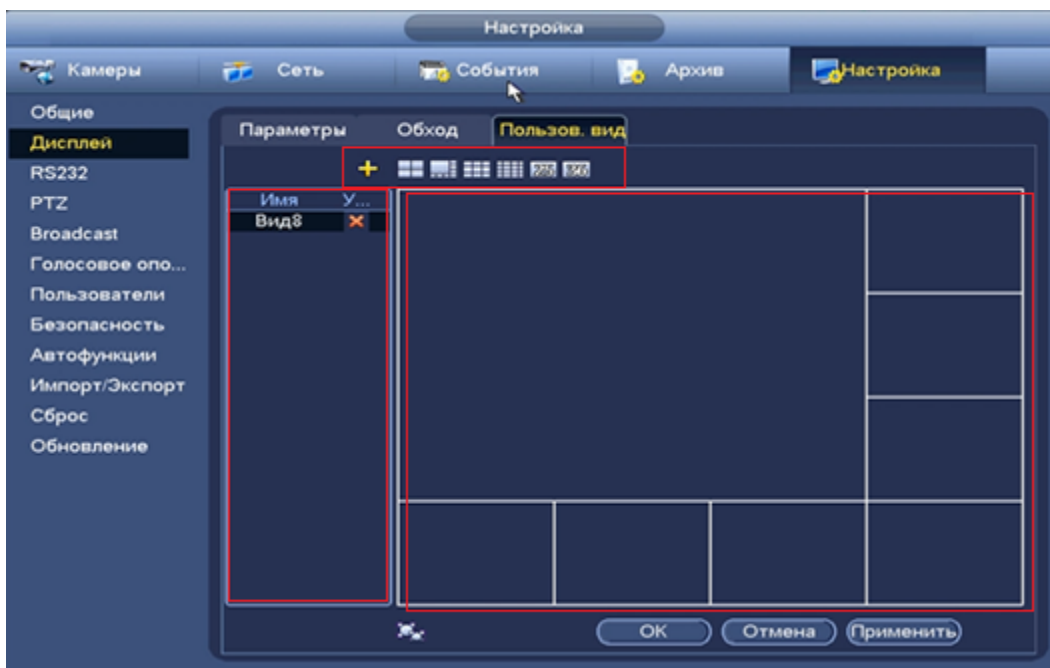 Настройка
Камеры Сеть События Архив Настройка
Общие
Дисплей
RS232
PTZ
Broadcast
Голосовое опо...
Пользователи
Безопасность
Автофункции
Импорт/Экспорт
Сброс
Обновление
Параметры Обход Пользов. вид
Имя У...
Вид8
ОК Отмена Применить